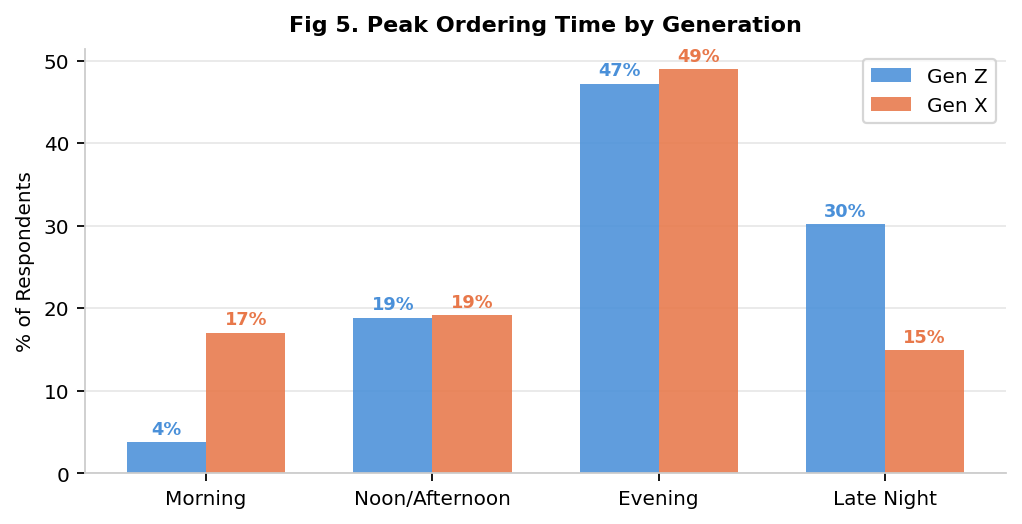 Fig 5. Peak Ordering Time by Generation
% of Respondents
50
40
30
20
10
0
4%
17%
19%
19%
47%
49%
30%
15%
Morning
Noon/Afternoon
Evening
Late Night
Gen Z
Gen X